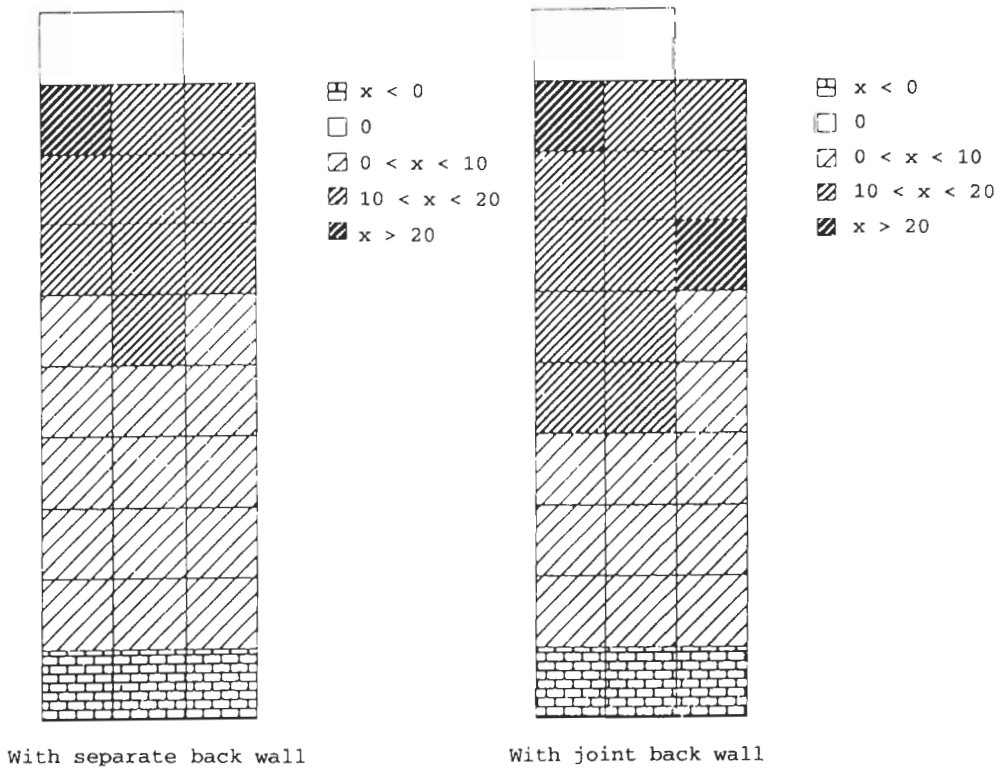 x < 0
0
0 < x < 10
10 < x < 20
x > 20
With separate back wall
x < 0
0
0 < x < 10
10 < x < 20
x > 20
With joint back wall